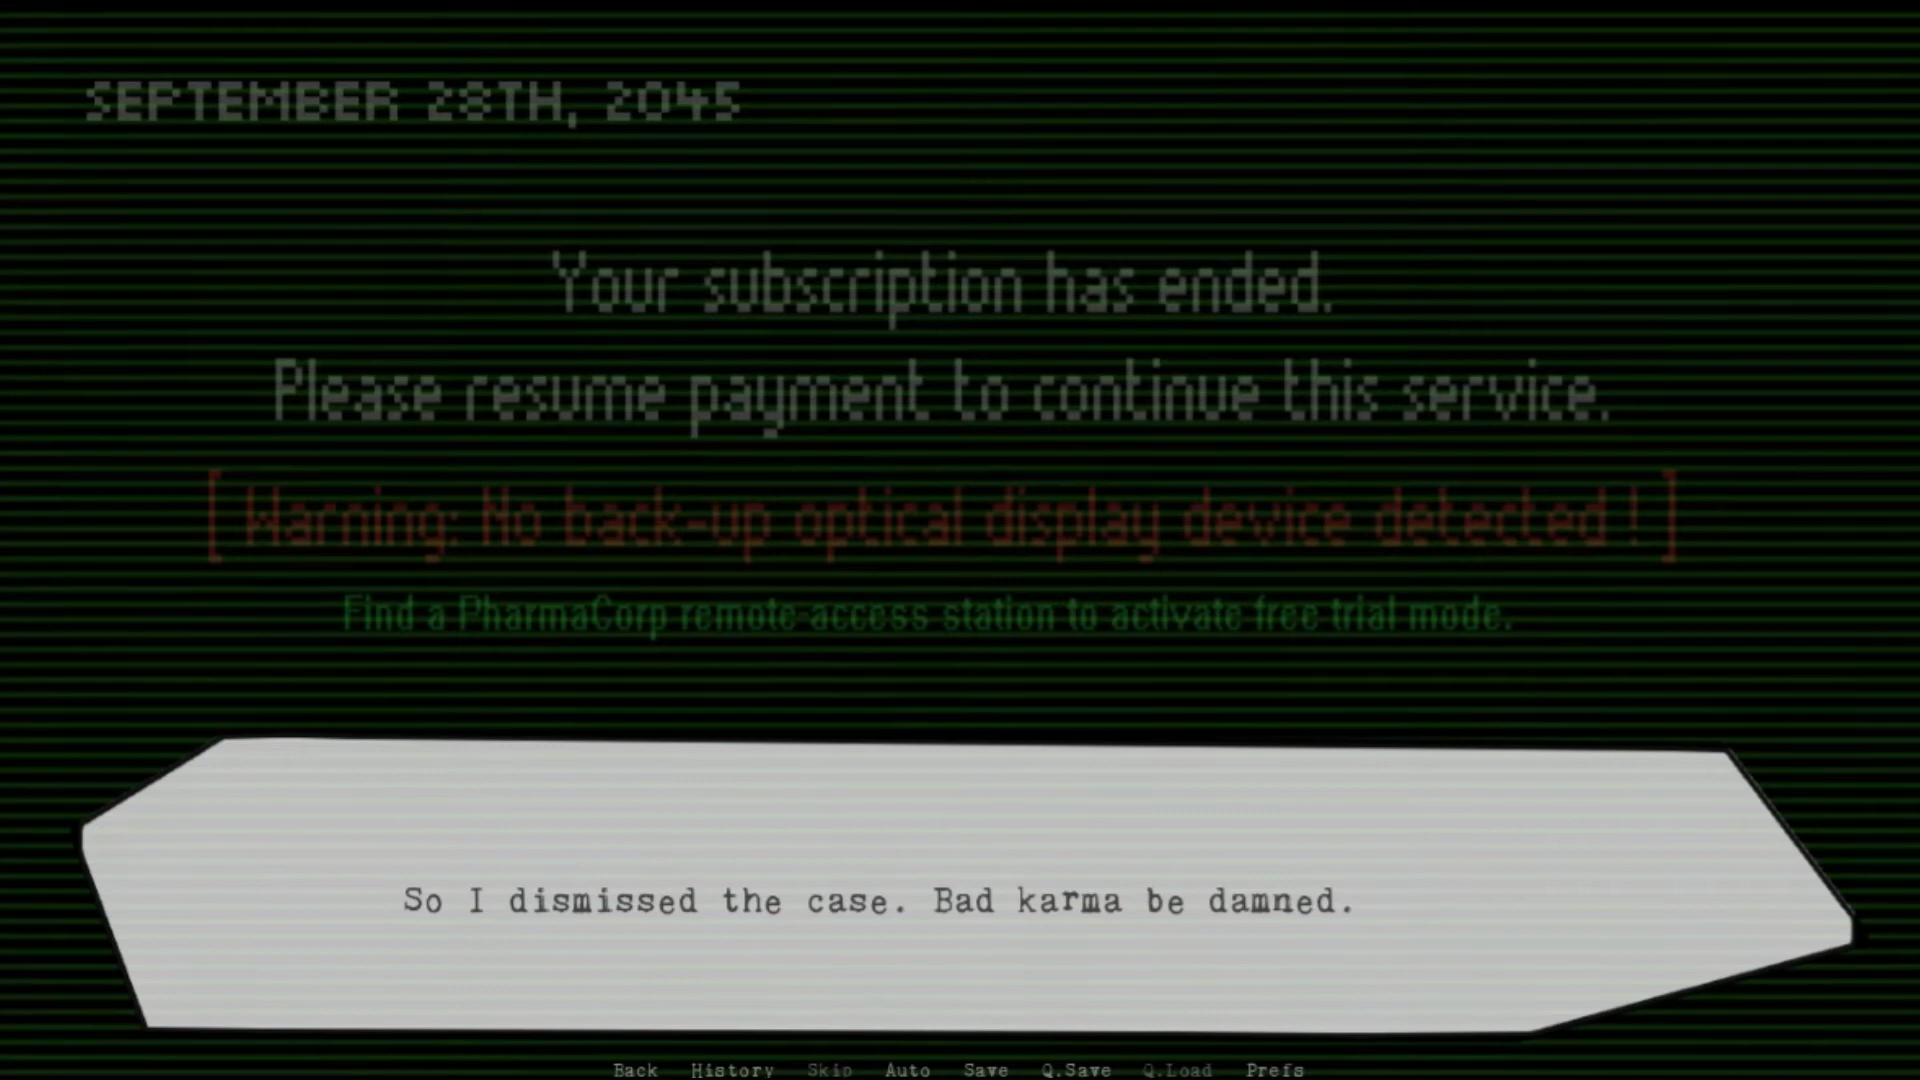 SEPTEMBER 28TH, 2045
Your subscription has ended.
Please resume payment to continue this service.
[ Warning: No back-up optical display device detected ! ]
Find a PharmaCorp remote-access station to activate free trial mode.
So I dismissed the case. Bad karma be damned.
Back History Skip Auto Save Q.Save Q.Load Prefs